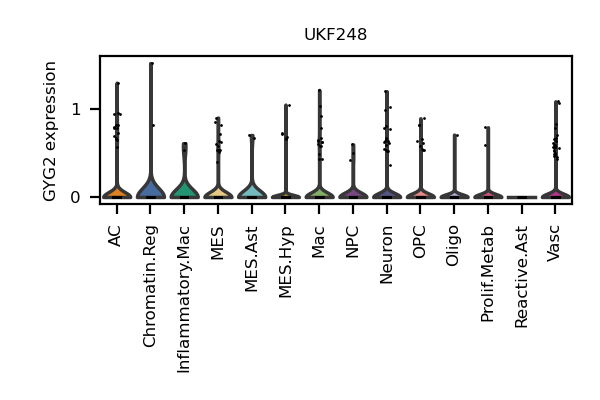 UKF248
GYG2 expression
1
0
AC
Chromatin.Reg
Inflammatory.Mac
MES
MES.Ast
MES.Hyp
Mac
NPC
Neuron
OPC
Oligo
Prolif.Metab
Reactive.Ast
Vasc